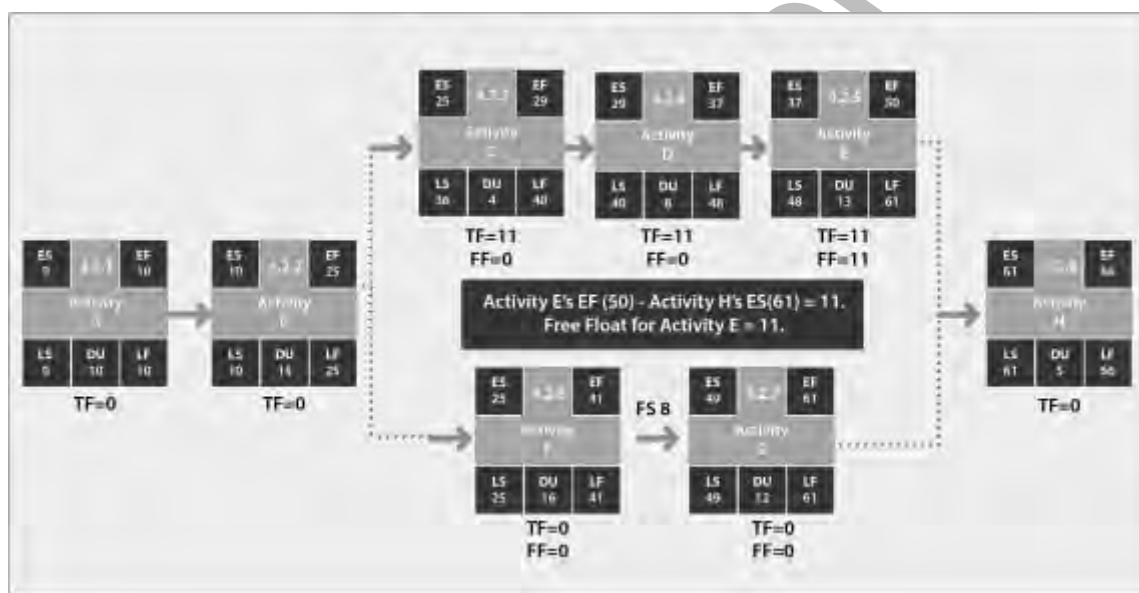 ES EF
25 29
Activity
C
LS DU LF
36 4 40
TF=11
FF=0
ES EF
29 37
Activity
D
LS DU LF
40 8 48
TF=11
FF=0
ES EF
37 50
Activity
E
LS DU LF
48 13 61
TF=11
FF=11
ES EF
0 10
Activity
LS DU LF
0 10 10
TF=0
ES EF
10 25
Activity
LS DU LF
10 15 25
TF=0
Activity E's EF (50) - Activity H's ES(61) = 11.
Free Float for Activity E = 11.
ES EF
61 66
Activity
H
LS DU LF
61 5 66
TF=0
ES EF
25 41
Activity
F
LS DU LF
25 16 41
TF=0
FF=0
FS 8
ES EF
49 61
Activity
LS DU LF
49 12 61
TF=0
FF=0